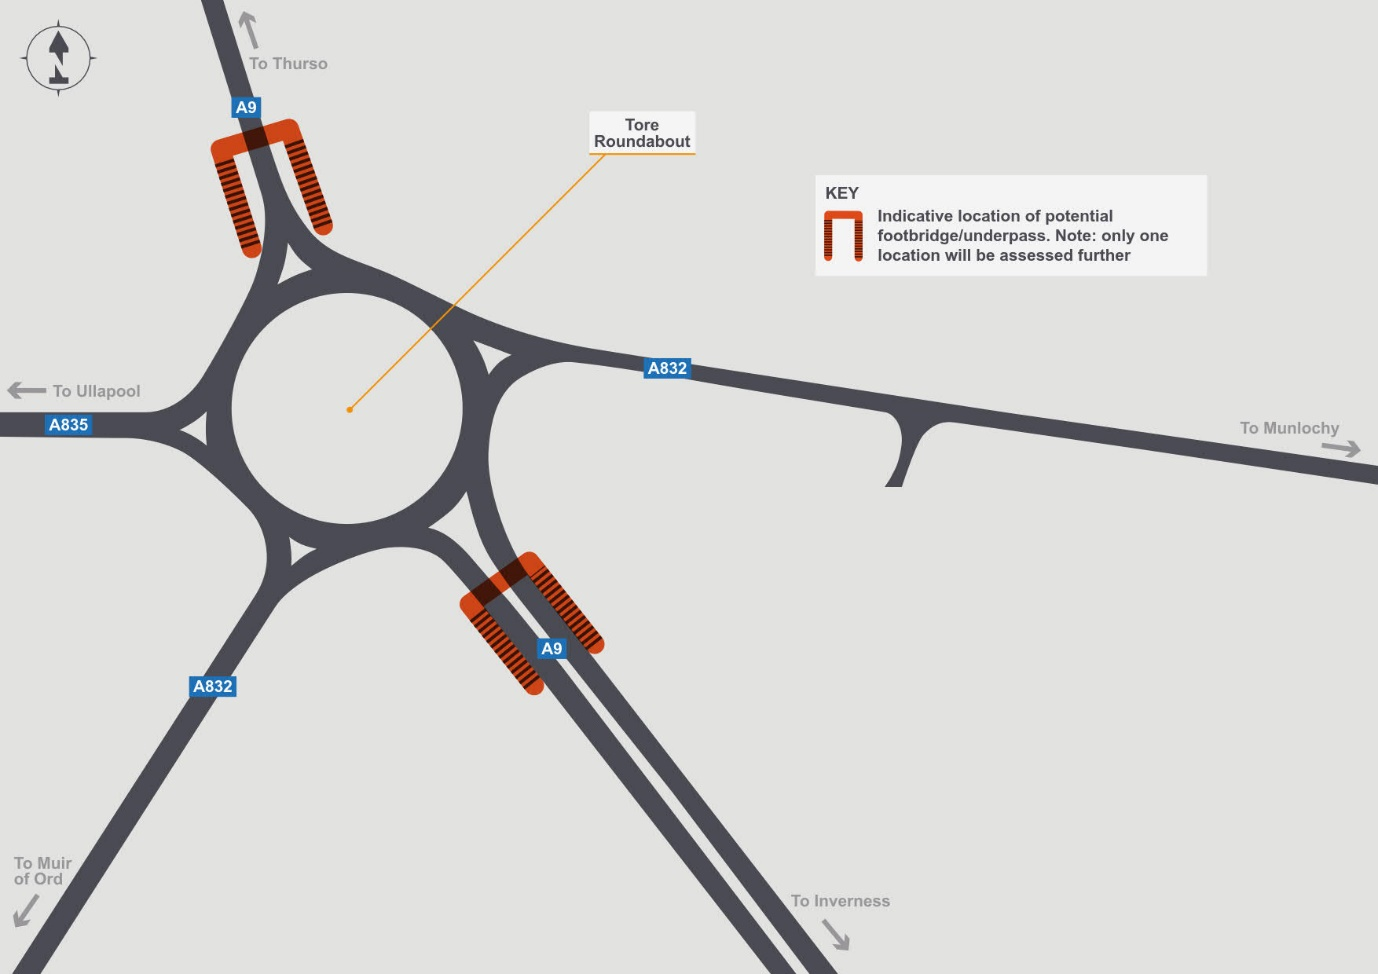 To Thurso
A9
Tore
Roundabout
KEY
Indicative location of potential
footbridge/underpass. Note: only one
location will be assessed further
A832
To Ullapool
A835
To Munlochy
A9
A832
To Muir
of Ord
To Inverness